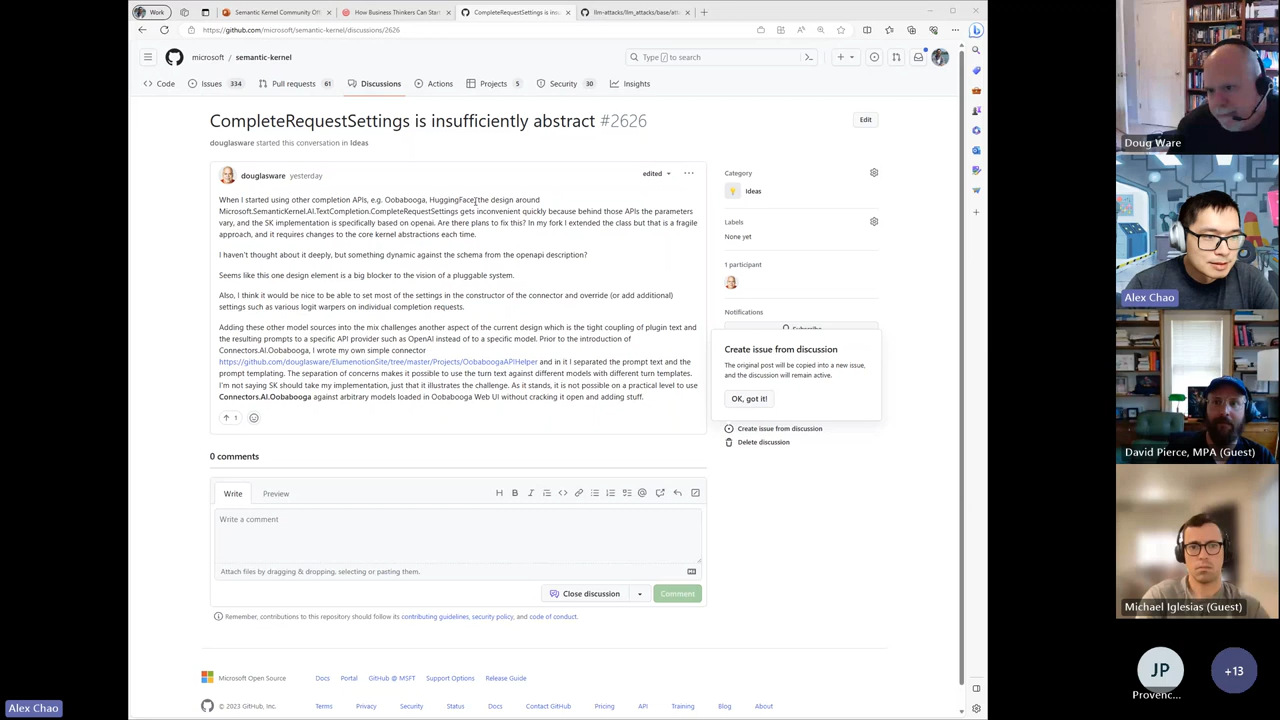 Work
Semantic Kernel Community Off
How Business Thinkers Can Star
CompleteRequestSettings is insu
llm-attacks/llm_attacks/base/att
https://github.com/microsoft/semantic-kernel/discussions/2626
microsoft / semantic-kernel
Type / to search
Code
Issues 334
Pull requests 61
Discussions
Actions
Projects 5
Security 30
Insights
CompleteRequestSettings is insufficiently abstract #2626
Edit
douglasware started this conversation in Ideas
douglasware yesterday
edited
When I started using other completion APIs, e.g. Oobabooga, HuggingFace, the design around
Microsoft.SemanticKernel.AI.TextCompletion.CompleteRequestSettings gets inconvenient quickly because behind those APIs the parameters
vary, and the SK implementation is specifically based on openai. Are there plans to fix this? In my fork I extended the class but that is a fragile
approach, and it requires changes to the core kernel abstractions each time.
I haven't thought about it deeply, but something dynamic against the schema from the openapi description?
Seems like this one design element is a big blocker to the vision of a pluggable system.
Also, I think it would be nice to be able to set most of the settings in the constructor of the connector and override (or add additional)
settings such as various logit warpers on individual completion requests.
Adding these other model sources into the mix challenges another aspect of the current design which is the tight coupling of plugin text and
the resulting prompts to a specific API provider such as OpenAI instead of to a specific model. Prior to the introduction of
Connectors.AI.Oobabooga, I wrote my own simple connector
https://github.com/douglasware/ElumenotionSite/tree/master/Projects/OobaboogaAPIHelper and in it I separated the prompt text and the
prompt templating. The separation of concerns makes it possible to use the turn text against different models with different turn templates.
I'm not saying SK should take my implementation, just that it illustrates the challenge. As it stands, it is not possible on a practical level to use
Connectors.AI.Oobabooga against arbitrary models loaded in Oobabooga Web UI without cracking it open and adding stuff.
1
Category
Ideas
Labels
None yet
1 participant
Notifications
Subscribe
Create issue from discussion
The original post will be copied into a new issue,
and the discussion will remain active.
OK, got it!
Create issue from discussion
Delete discussion
0 comments
Write
Preview
Write a comment
Attach files by dragging & dropping, selecting or pasting them.
Close discussion
Comment
Remember, contributions to this repository should follow its contributing guidelines, security policy, and code of conduct.
Microsoft Open Source
Docs
Portal
GitHub @ MSFT
Support Options
Release Guide
© 2023 GitHub, Inc.
Terms
Privacy
Security
Status
Docs
Contact GitHub
Pricing
API
Training
Blog
About
Doug Ware
Alex Chao
David Pierce, MPA (Guest)
Michael Iglesias (Guest)
JP
Provenc...
+13
Alex Chao